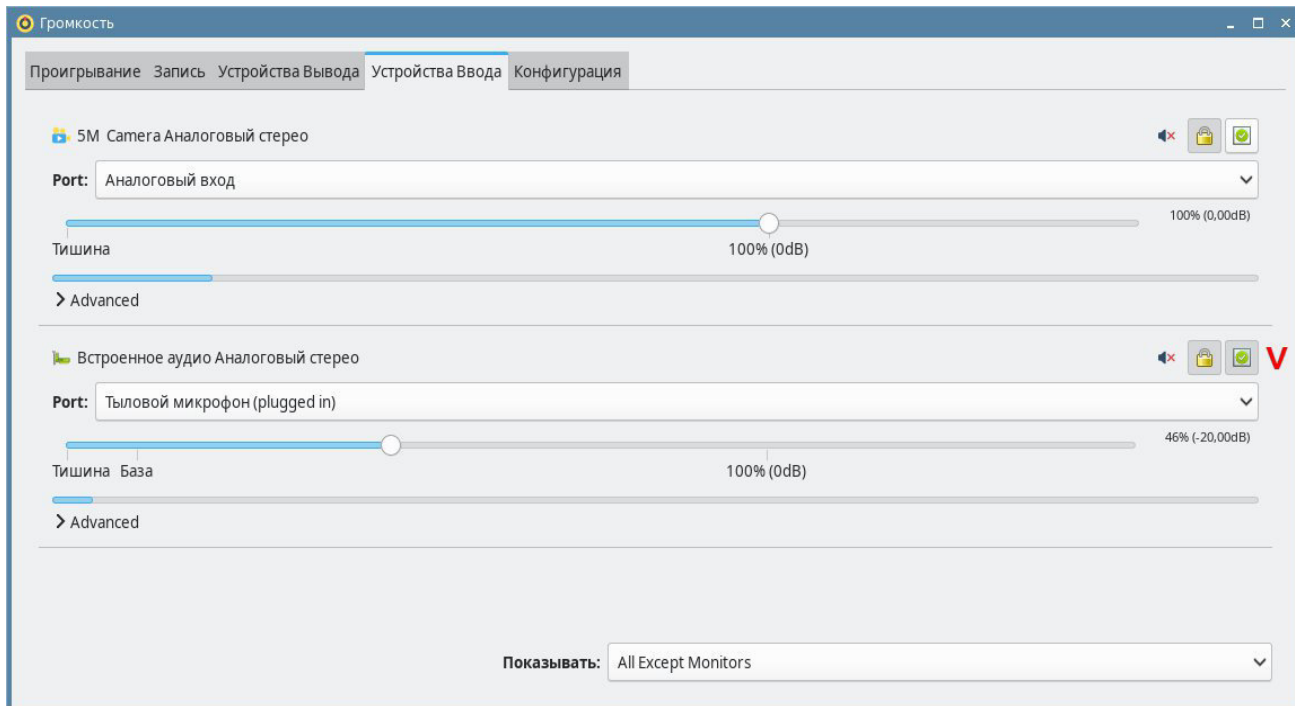 Громкость
Проигрывание Запись Устройства Вывода Устройства Ввода Конфигурация
5M Camera Аналоговый стерео
Port: Аналоговый вход
100% (0,00dB)
Тишина 100% (0dB)
Advanced
Встроенное аудио Аналоговый стерео V
Port: Тыловой микрофон (plugged in)
46% (-20,00dB)
Тишина База 100% (0dB)
Advanced
Показывать: All Except Monitors